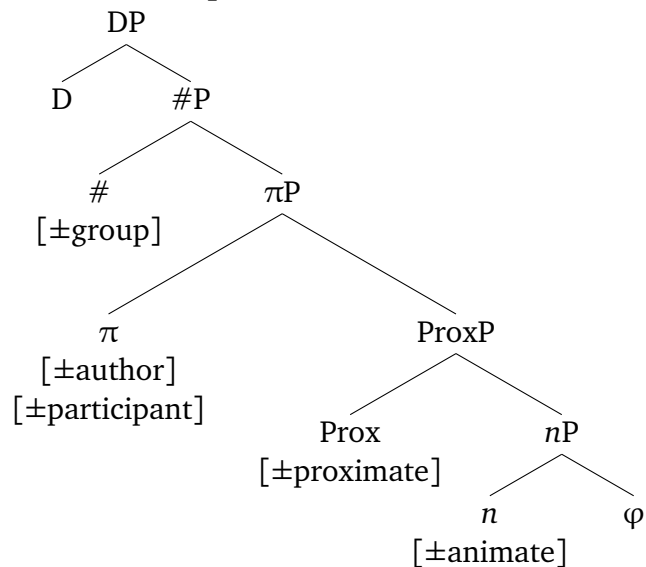 DP
D #P
# πP
[±group]
π ProxP
[±author]
[±participant] Prox nP
[±proximate]
n φ
[±animate]